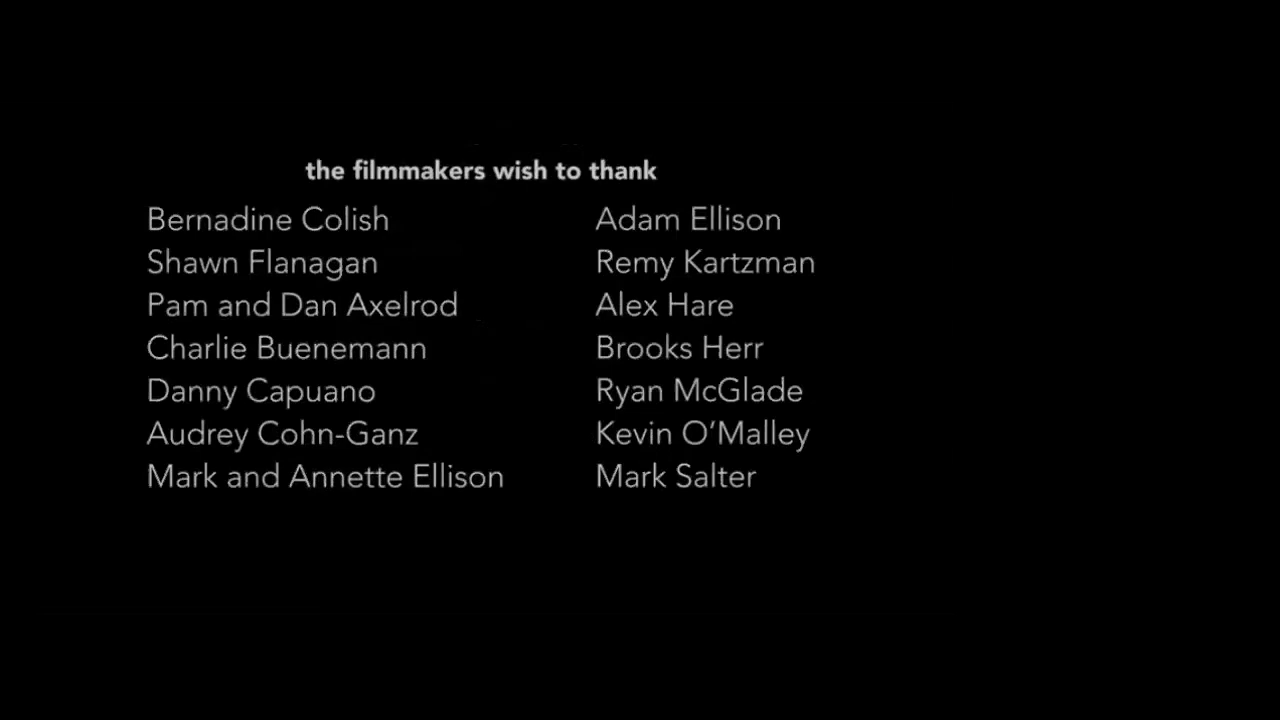 the filmmakers wish to thank
Bernadine Colish
Shawn Flanagan
Pam and Dan Axelrod
Charlie Buenemann
Danny Capuano
Audrey Cohn-Ganz
Mark and Annette Ellison
Adam Ellison
Remy Kartzman
Alex Hare
Brooks Herr
Ryan McGlade
Kevin O’Malley
Mark Salter